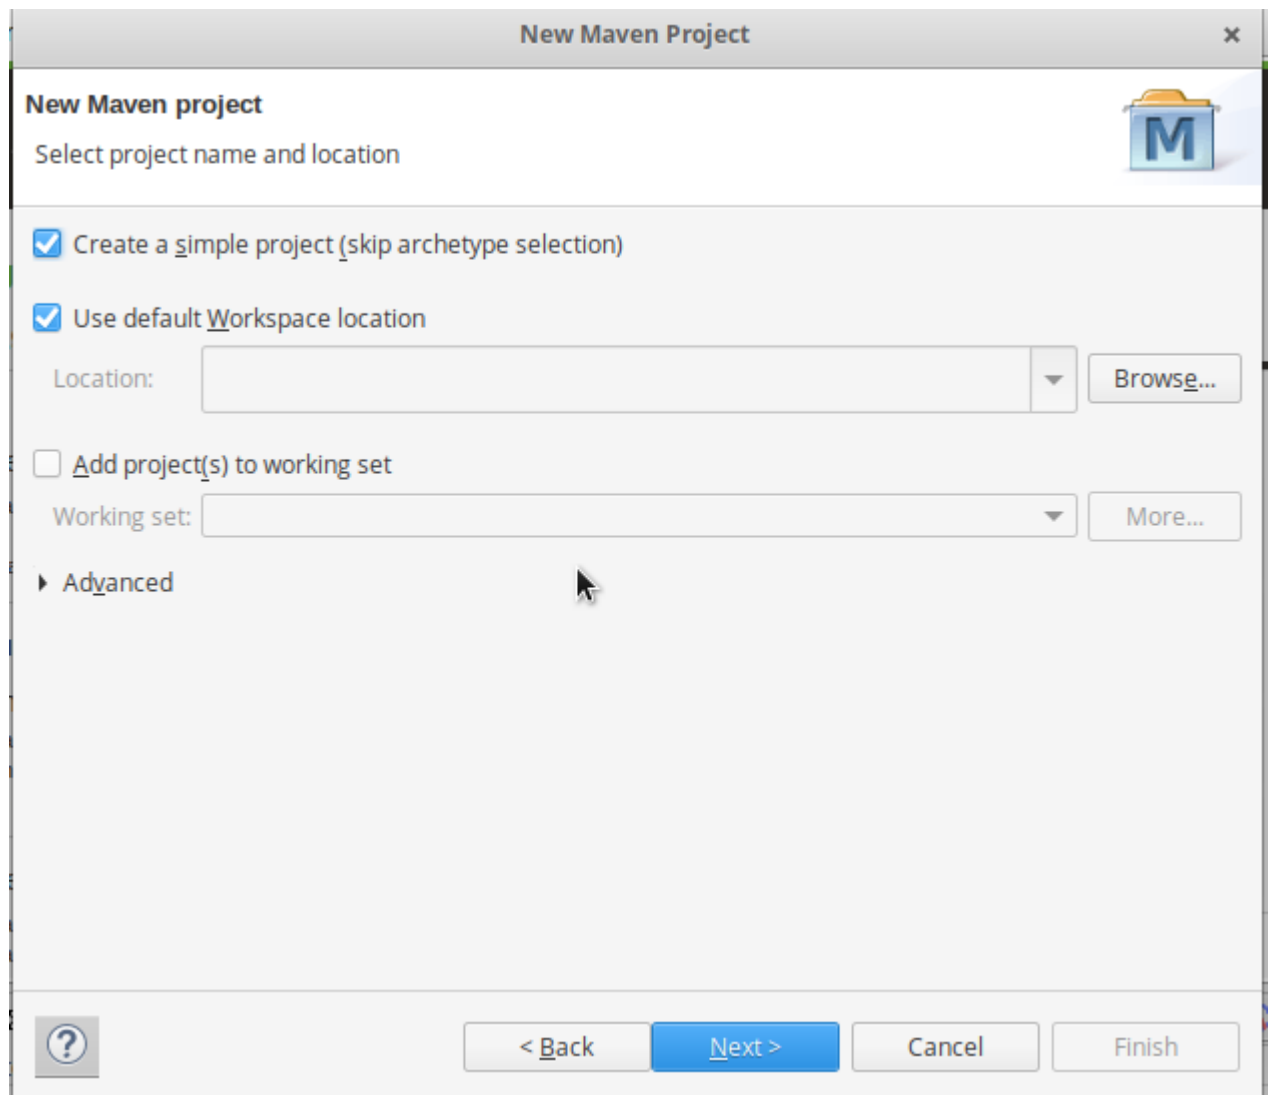 New Maven Project
New Maven project
M
Select project name and location
Create a simple project (skip archetype selection)
Use default Workspace location
Location:
Browse...
Add project(s) to working set
Working set:
More...
Advanced
?
< Back
Next >
Cancel
Finish